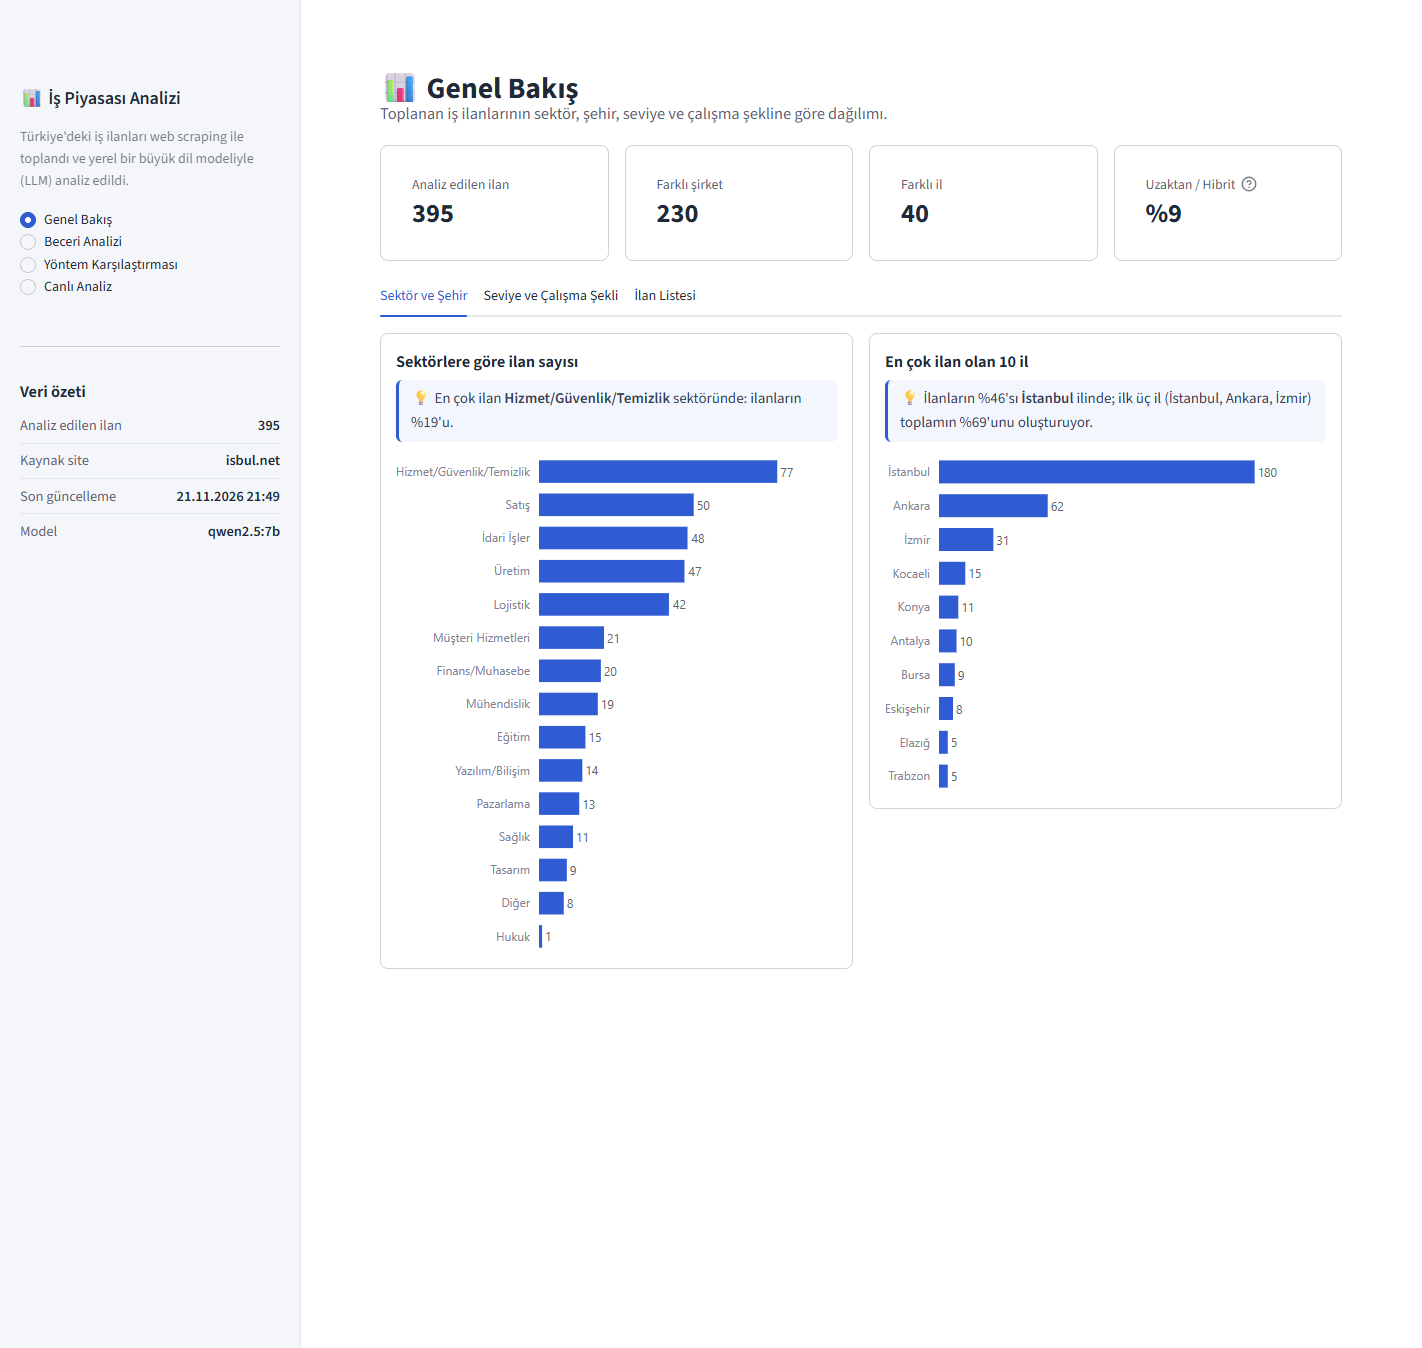 İş Piyasası Analizi
Türkiye'deki iş ilanları web scraping ile
toplandı ve yerel bir büyük dil modeliyle
(LLM) analiz edildi.
Genel Bakış
Beceri Analizi
Yöntem Karşılaştırması
Canlı Analiz
Veri özeti
Analiz edilen ilan 395
Kaynak site isbul.net
Son güncelleme 21.11.2026 21:49
Model qwen2.5:7b
Genel Bakış
Toplanan iş ilanlarının sektör, şehir, seviye ve çalışma şekline göre dağılımı.
Analiz edilen ilan
395
Farklı şirket
230
Farklı il
40
Uzaktan / Hibrit
%9
Sektör ve Şehir Seviye ve Çalışma Şekli İlan Listesi
Sektörlere göre ilan sayısı
En çok ilan Hizmet/Güvenlik/Temizlik sektöründe: ilanların
%19'u.
Hizmet/Güvenlik/Temizlik 77
Satış 50
İdari İşler 48
Üretim 47
Lojistik 42
Müşteri Hizmetleri 21
Finans/Muhasebe 20
Mühendislik 19
Eğitim 15
Yazılım/Bilişim 14
Pazarlama 13
Sağlık 11
Tasarım 9
Diğer 8
Hukuk 1
En çok ilan olan 10 il
İlanların %46'sı İstanbul ilinde; ilk üç il (İstanbul, Ankara, İzmir)
toplamın %69'unu oluşturuyor.
İstanbul 180
Ankara 62
İzmir 31
Kocaeli 15
Konya 11
Antalya 10
Bursa 9
Eskişehir 8
Elazığ 5
Trabzon 5